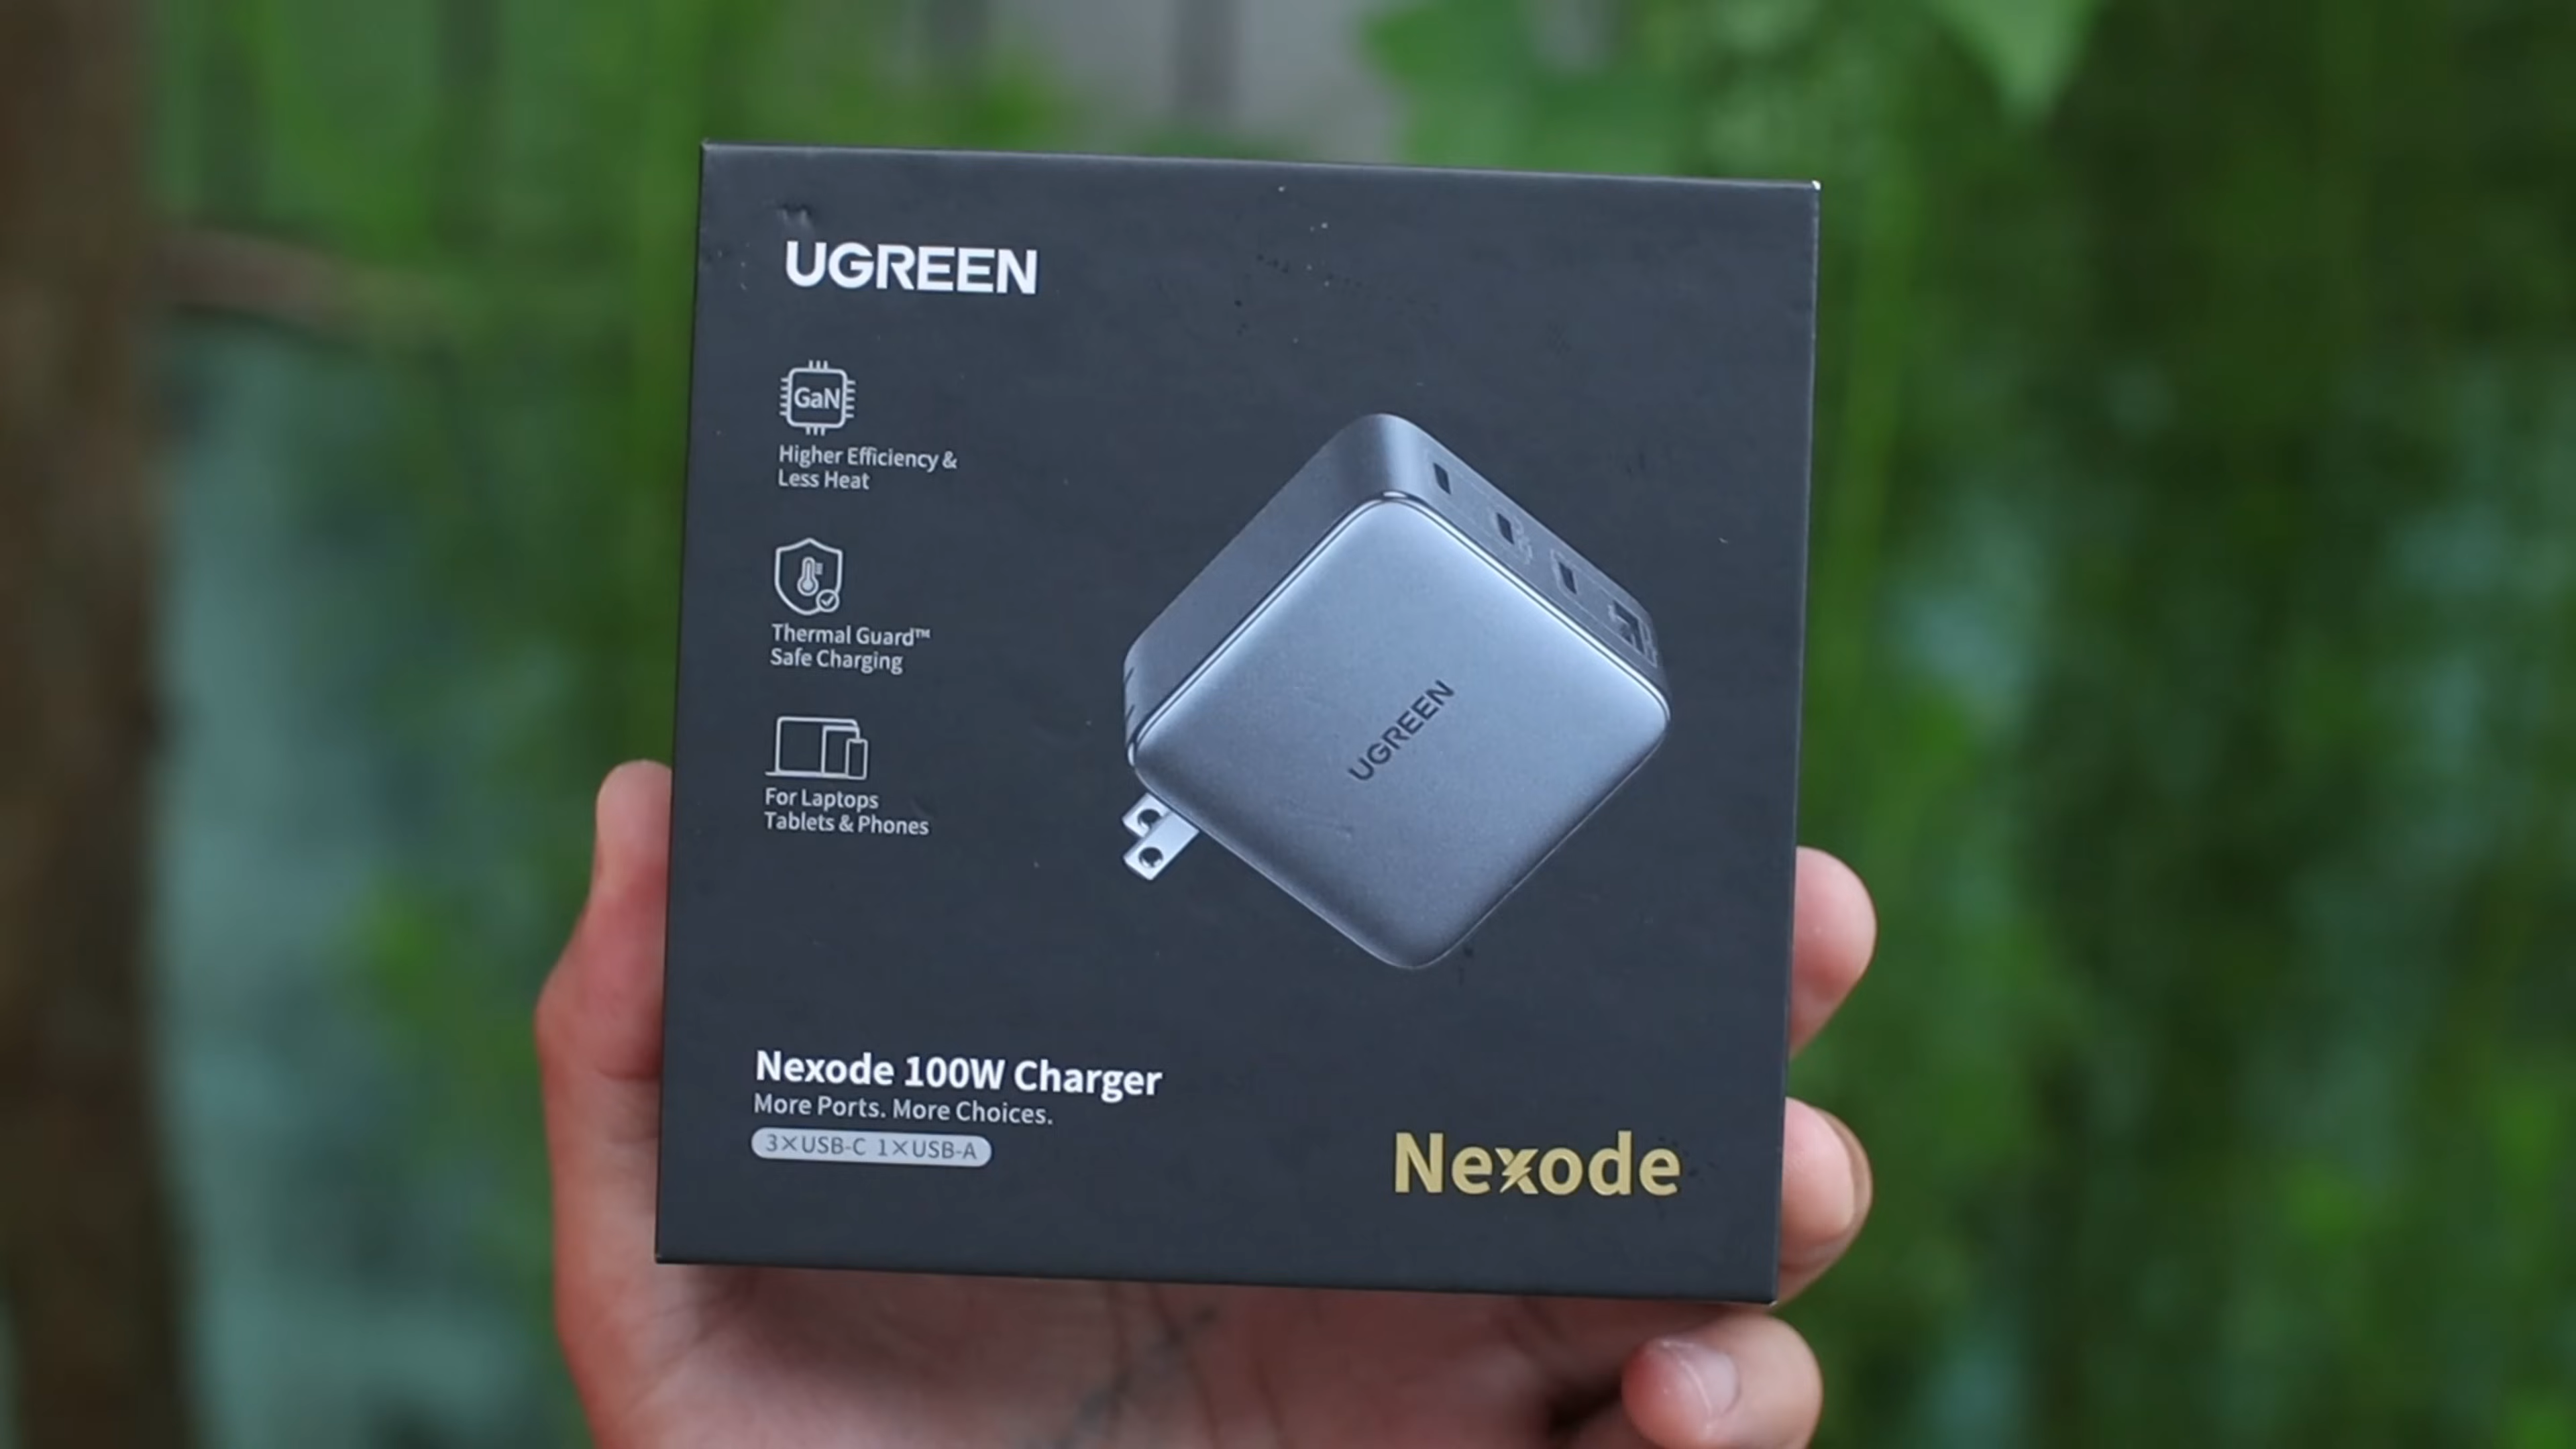 UGREEN
GaN
Higher Efficiency &
Less Heat
Thermal Guard™
Safe Charging
For Laptops
Tablets & Phones
UGREEN
Nexode 100W Charger
More Ports. More Choices.
3×USB-C 1×USB-A
Nexode